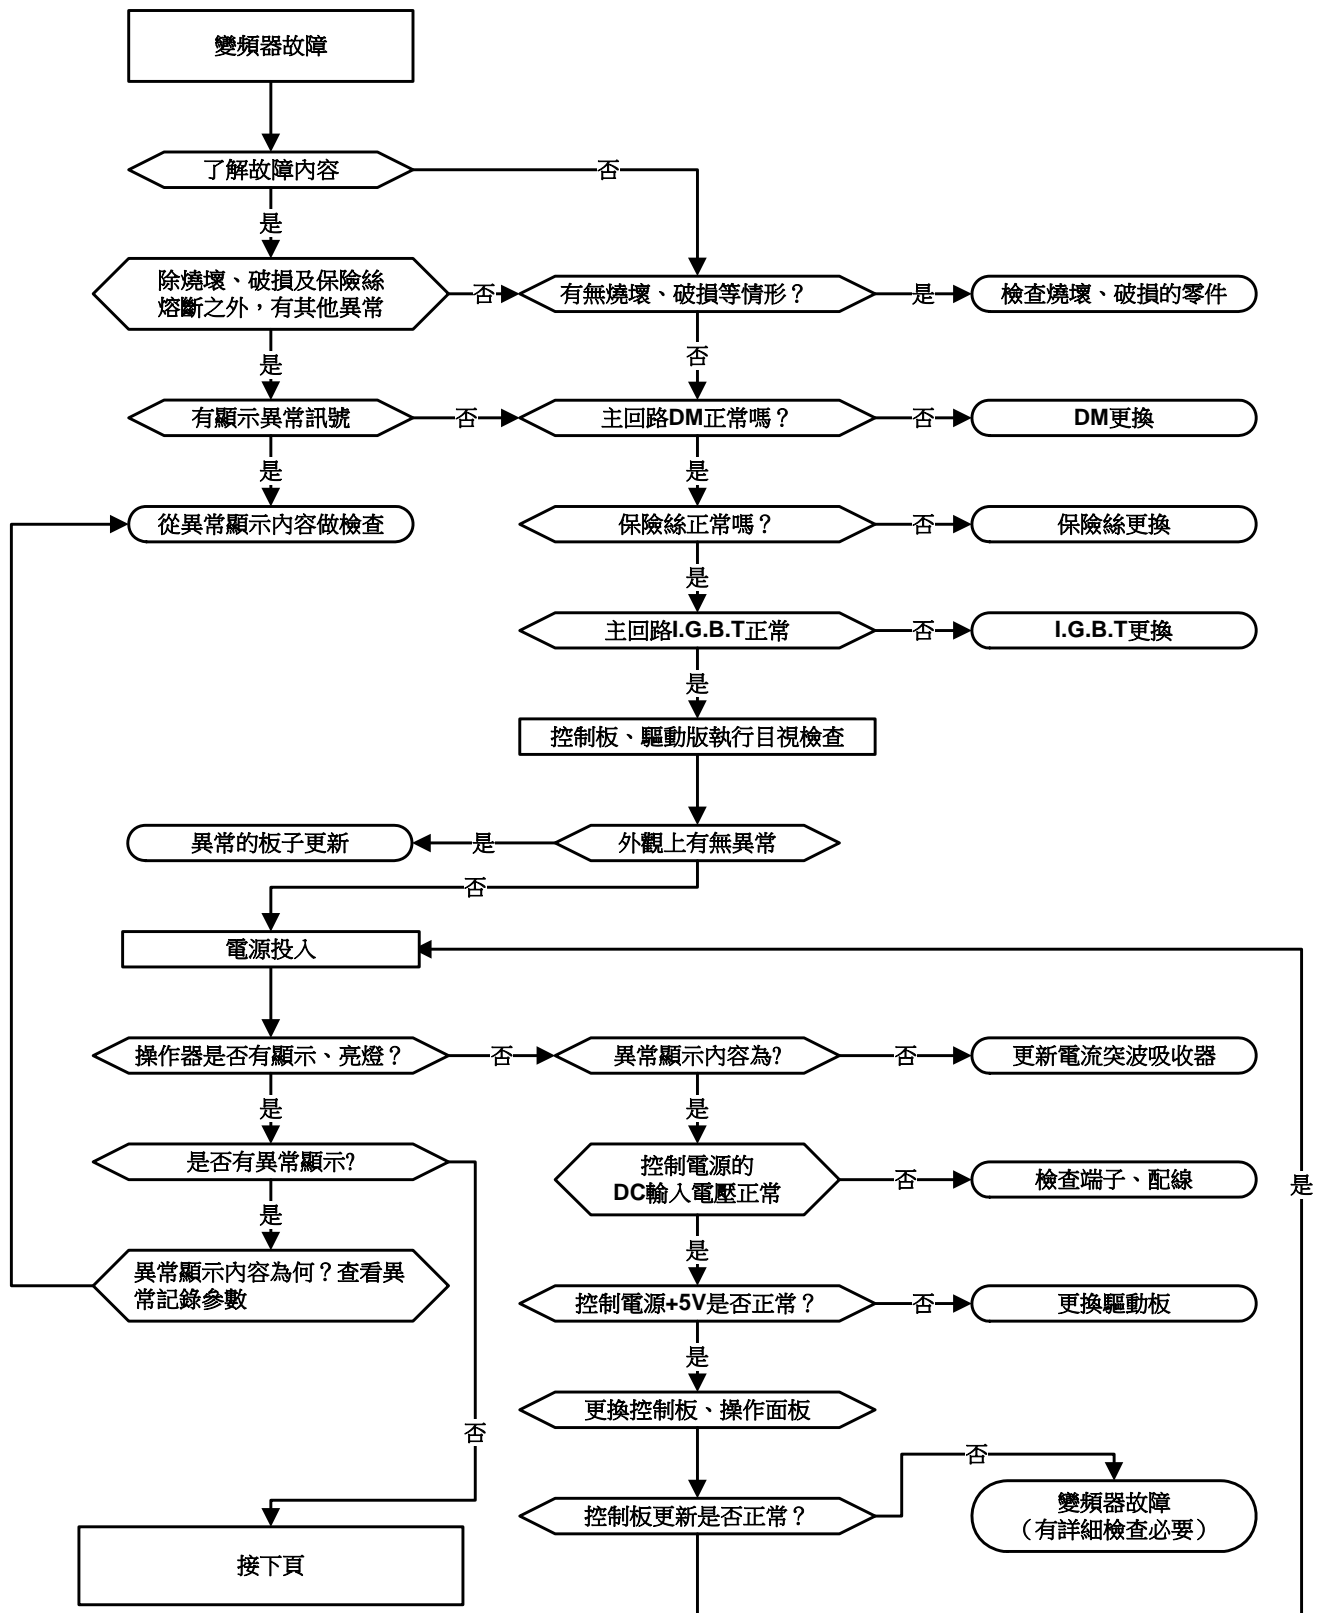 變頻器故障
了解故障內容
否
是
除燒壞、破損及保險絲
熔斷之外，有其他異常
否
有無燒壞、破損等情形？
是
檢查燒壞、破損的零件
是
否
有顯示異常訊號
否
主回路DM正常嗎？
否
DM更換
是
是
從異常顯示內容做檢查
保險絲正常嗎？
否
保險絲更換
是
主回路I.G.B.T正常
否
I.G.B.T更換
是
控制板、驅動版執行目視檢查
異常的板子更新
是
外觀上有無異常
否
電源投入
操作器是否有顯示、亮燈？
否
異常顯示內容為?
否
更新電流突波吸收器
是
是
是否有異常顯示?
控制電源的
DC輸入電壓正常
否
檢查端子、配線
是
是
是
異常顯示內容為何？查看異
常記錄參數
控制電源+5V是否正常？
否
更換驅動板
是
更換控制板、操作面板
否
否
控制板更新是否正常？
變頻器故障
（有詳細檢查必要）
接下頁